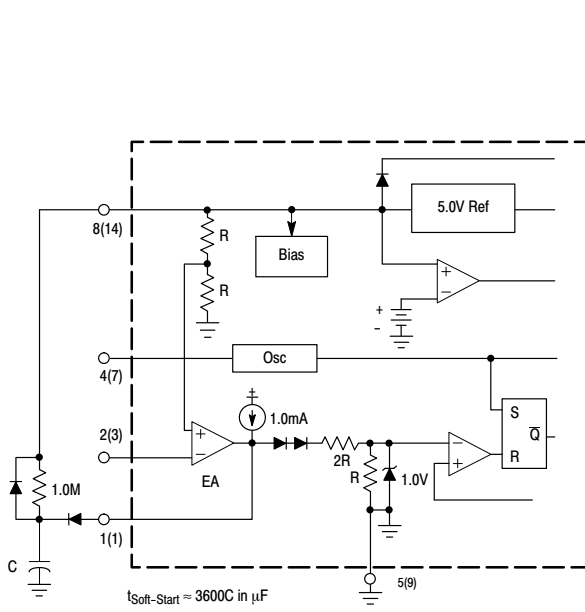 5.0V Ref
8(14)
R
Bias
R
+
−
+
−
Osc
4(7)
+
1.0mA
S
Q
R
2(3)
+
−
EA
2R
R
1.0V
−
+
1.0M
1(1)
C
5(9)
tSoft-Start ≈ 3600C in µF